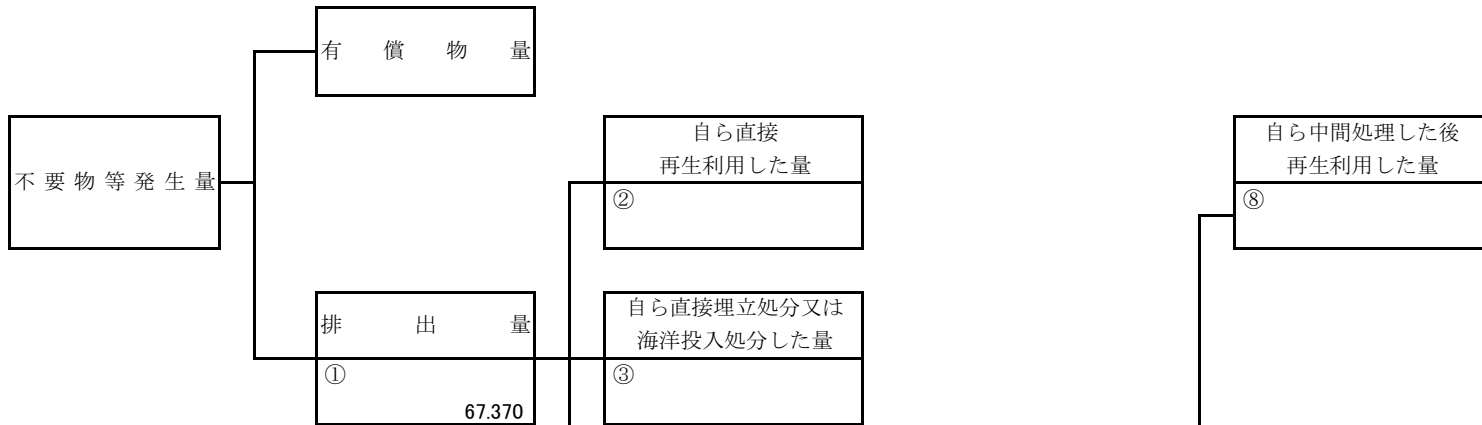 有償物量
自ら直接
再生利用した量
②
自ら中間処理した後
再生利用した量
⑧
不要物等発生量
排出量
①
67.370
自ら直接埋立処分又は
海洋投入処分した量
③